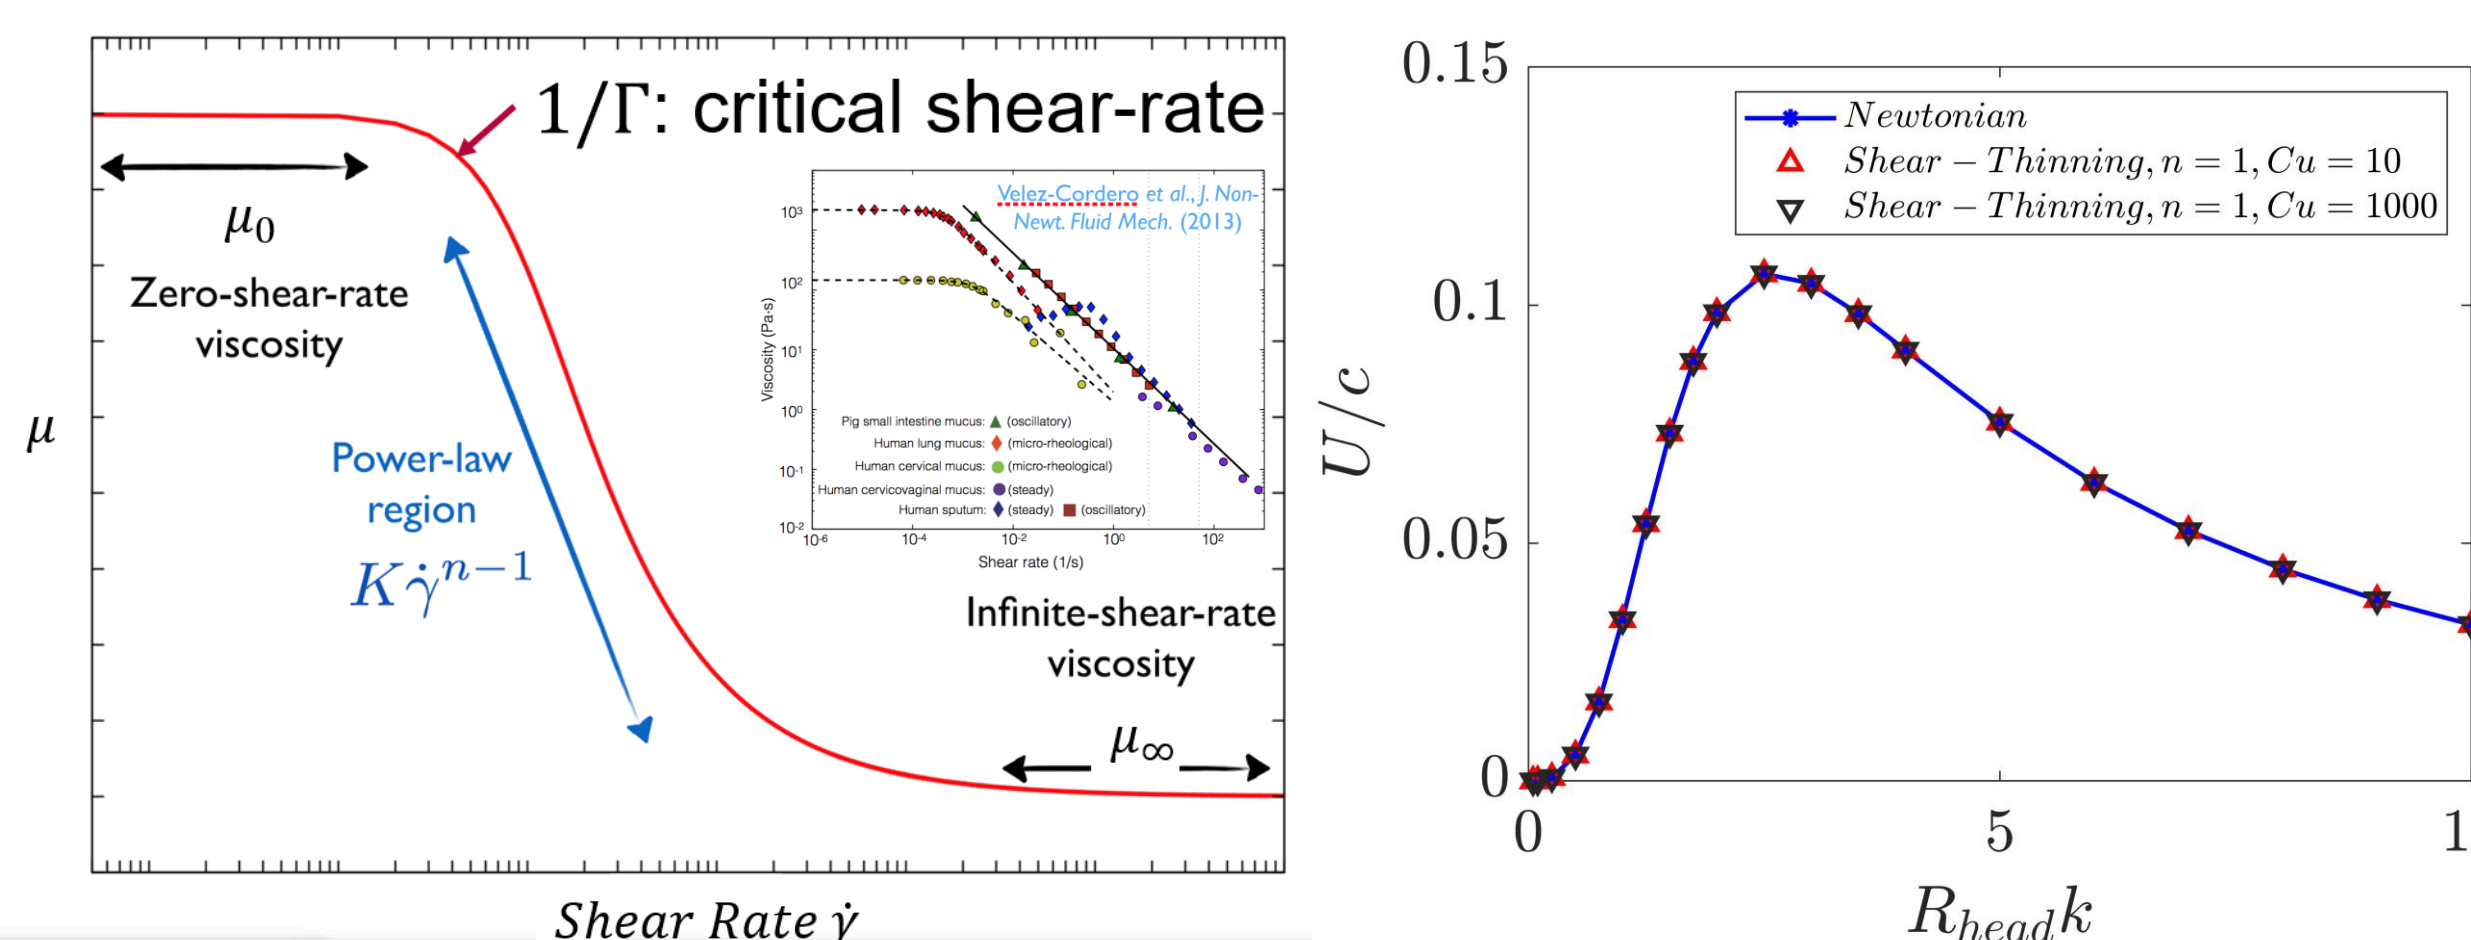 1/Γ: critical shear-rate
μ₀
Zero-shear-rate
viscosity
μ
Power-law
region
Kγ̇ⁿ⁻¹
Velez-Cordero et al., J. Non-
Newt. Fluid Mech. (2013)
Viscosity (Pa·s)
10³
10²
10¹
10⁰
10⁻¹
10⁻²
Pig small intestine mucus: (oscillatory)
Human lung mucus: (micro-rheological)
Human cervical mucus: (micro-rheological)
Human cervicovaginal mucus: (steady)
Human sputum: (steady) (oscillatory)
10⁻⁶ 10⁻⁴ 10⁻² 10⁰ 10²
Shear rate (1/s)
Infinite-shear-rate
viscosity
μ∞
Shear Rate γ̇
U/c
0.15
0.1
0.05
0
Newtonian
Shear − Thinning, n = 1, Cu = 10
Shear − Thinning, n = 1, Cu = 1000
0 5 1
R_head k